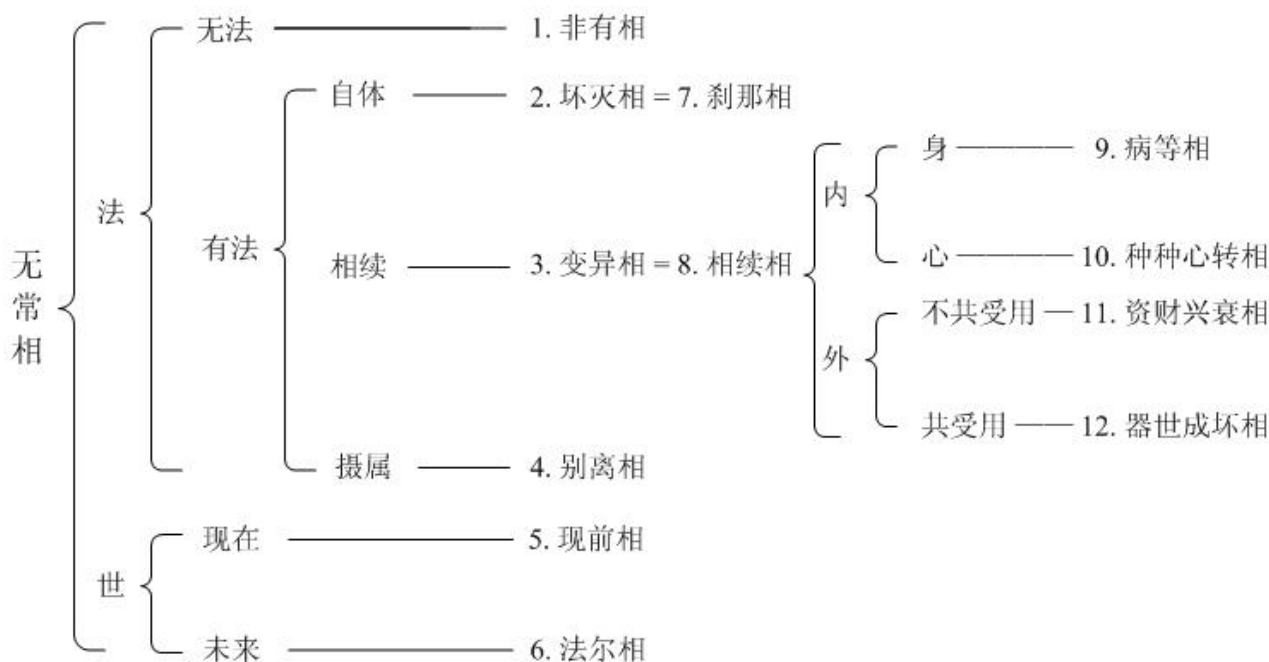 无法 1. 非有相
自体 2. 坏灭相 = 7. 刹那相
身 9. 病等相
内
法
有法
相续 3. 变异相 = 8. 相续相
心 10. 种种心转相
无常相
不共受用 11. 资财兴衰相
外
共受用 12. 器世成坏相
摄属 4. 别离相
现在 5. 现前相
世
未来 6. 法尔相